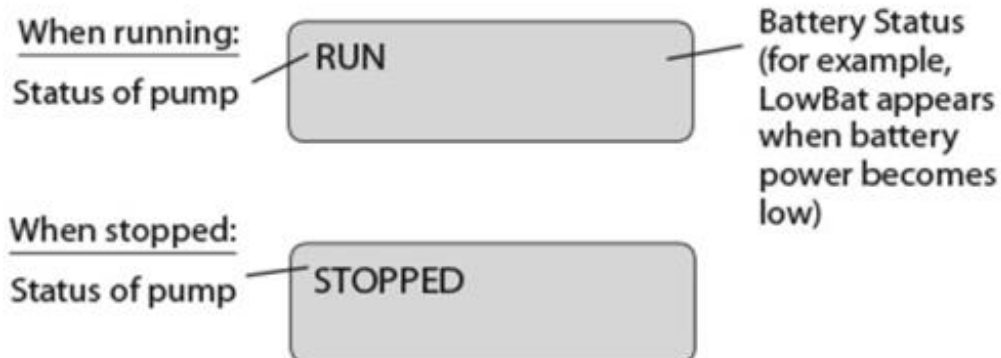 When running:
Status of pump
RUN
Battery Status
(for example,
LowBat appears
when battery
power becomes
low)
When stopped:
Status of pump
STOPPED